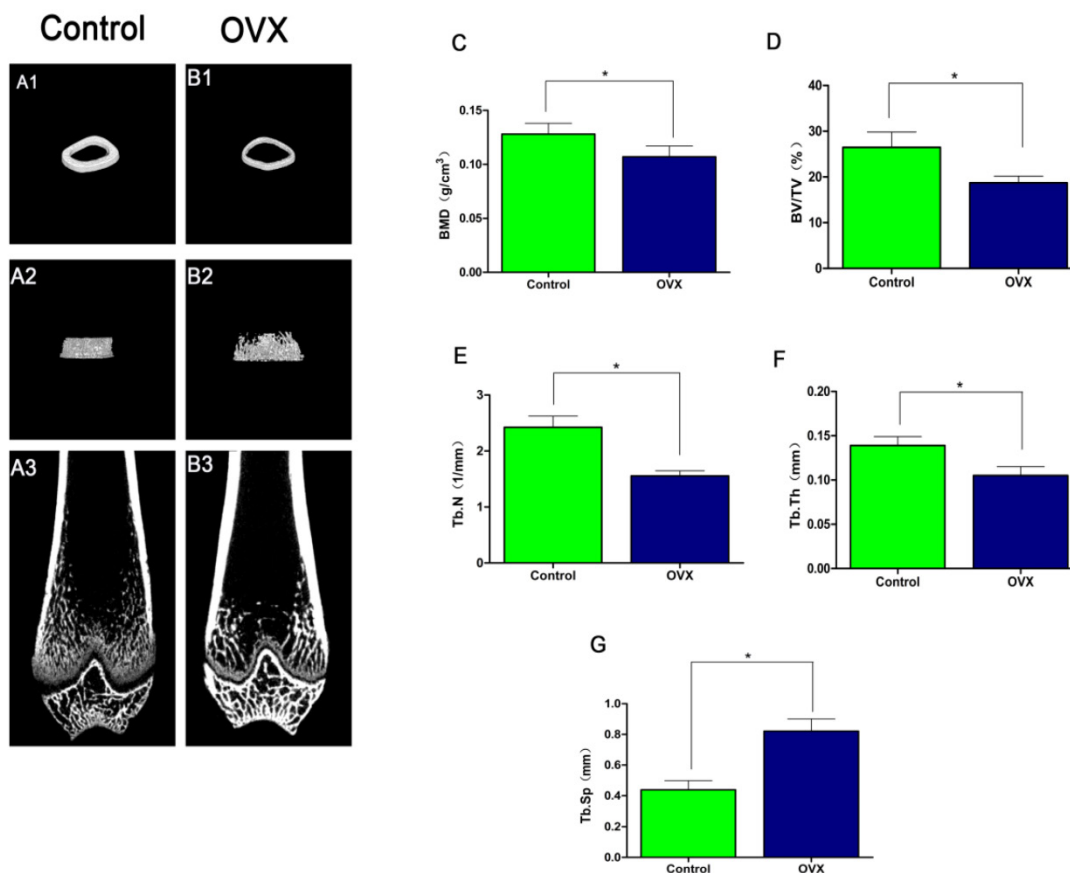 Control OVX
A1
B1
A2
B2
A3
B3
C
*
BMD（g/cm³）
0.15
0.10
0.05
0.00
Control OVX
D
*
BV/TV（%）
40
30
20
10
0
Control OVX
E
*
Tb.N（1/mm）
3
2
1
0
Control OVX
F
*
Tb.Th（mm）
0.20
0.15
0.10
0.05
0.00
Control OVX
G
*
Tb.Sp（mm）
1.0
0.8
0.6
0.4
0.2
0.0
Control OVX